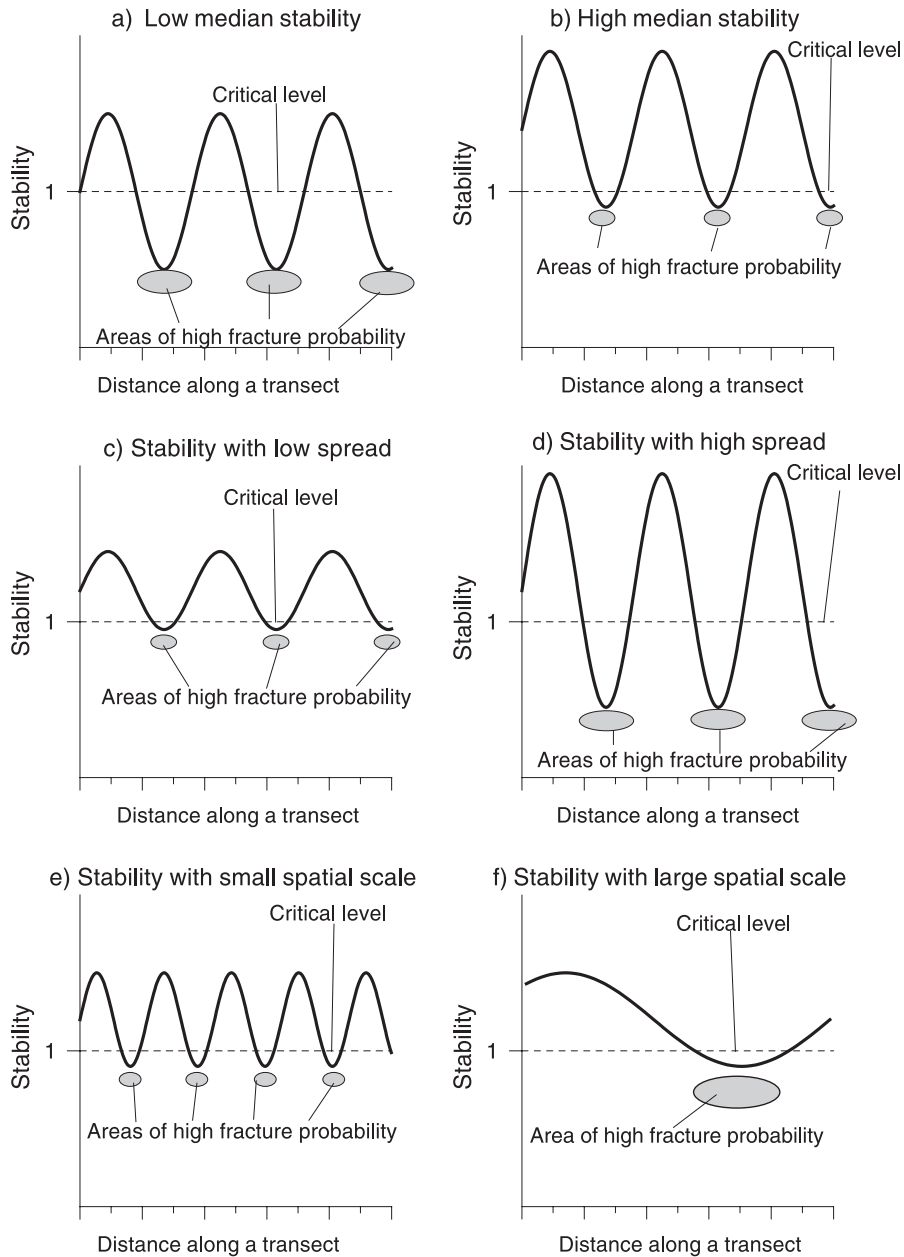 a) Low median stability
Critical level
Stability
1
Areas of high fracture probability
Distance along a transect
b) High median stability
Critical level
Stability
1
Areas of high fracture probability
Distance along a transect
c) Stability with low spread
Critical level
Stability
1
Areas of high fracture probability
Distance along a transect
d) Stability with high spread
Critical level
Stability
1
Areas of high fracture probability
Distance along a transect
e) Stability with small spatial scale
Critical level
Stability
1
Areas of high fracture probability
Distance along a transect
f) Stability with large spatial scale
Critical level
Stability
1
Area of high fracture probability
Distance along a transect